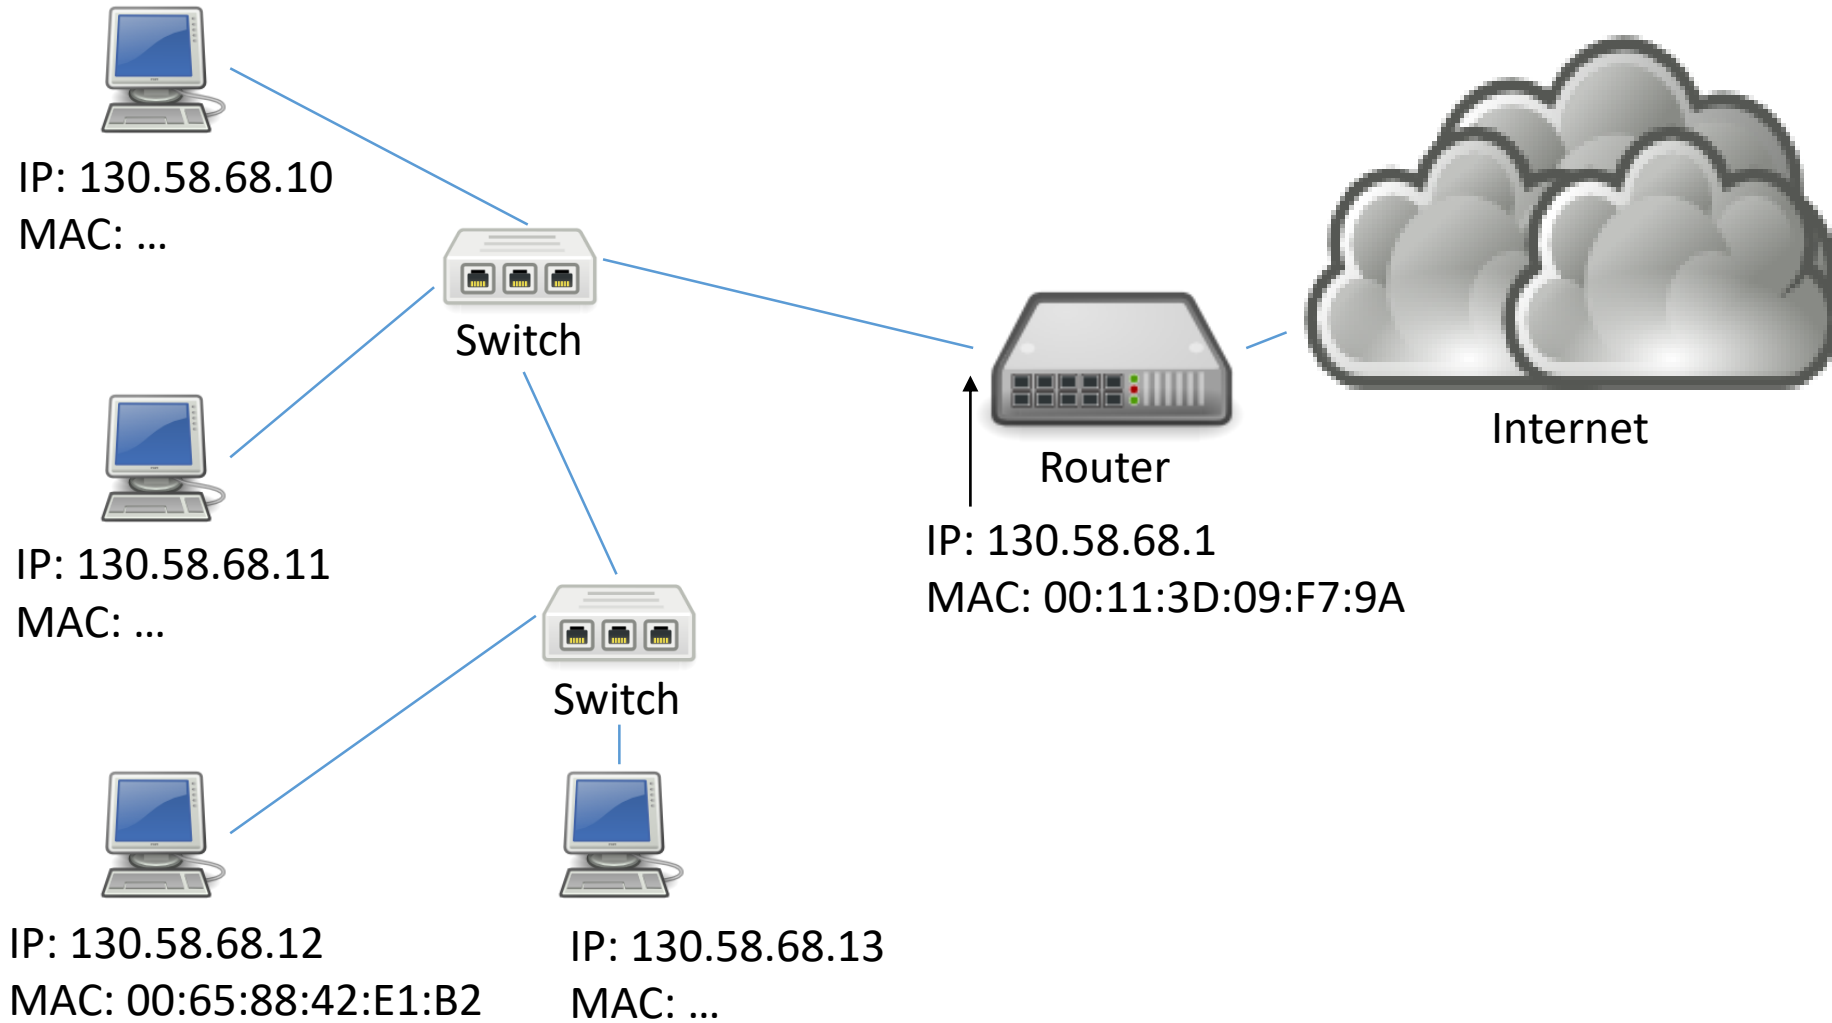 IP: 130.58.68.10
MAC: …
Switch
Internet
Router
IP: 130.58.68.1
MAC: 00:11:3D:09:F7:9A
IP: 130.58.68.11
MAC: …
Switch
IP: 130.58.68.12
MAC: 00:65:88:42:E1:B2
IP: 130.58.68.13
MAC: …